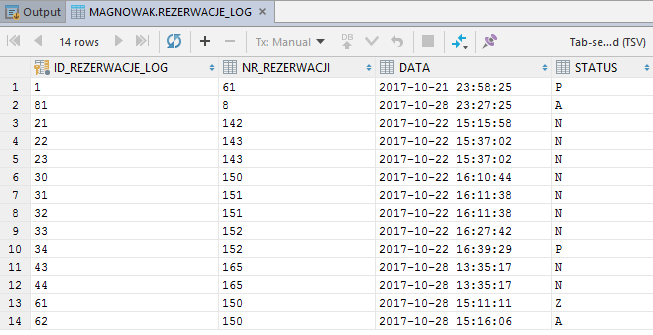 Output MAGNOWAK.REZERWACJE_LOG
14 rows Tx: Manual DB Tab-se...d (TSV)
ID_REZERWACJE_LOG NR_REZERWACJI DATA STATUS
1 1 61 2017-10-21 23:58:25 P
2 81 8 2017-10-28 23:27:25 A
3 21 142 2017-10-22 15:15:58 N
4 22 143 2017-10-22 15:37:02 N
5 23 143 2017-10-22 15:37:02 N
6 30 150 2017-10-22 16:10:44 N
7 31 151 2017-10-22 16:11:38 N
8 32 151 2017-10-22 16:11:38 N
9 33 152 2017-10-22 16:27:42 N
10 34 152 2017-10-22 16:39:29 P
11 43 165 2017-10-28 13:35:17 N
12 44 165 2017-10-28 13:35:17 N
13 61 150 2017-10-28 15:11:11 Z
14 62 150 2017-10-28 15:16:06 A